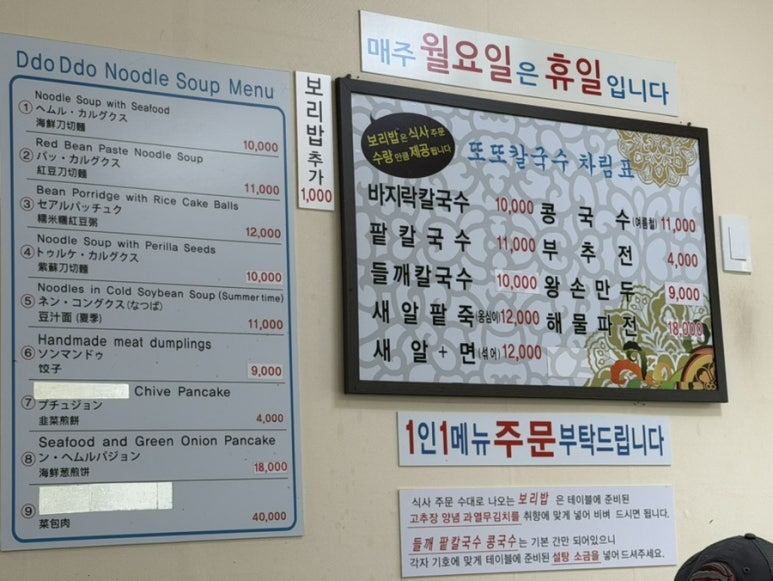 Ddo Ddo Noodle Soup Menu
① Noodle Soup with Seafood
ヘムル・カルグクス
海鮮刀切麵 10,000
② Red Bean Paste Noodle Soup
パッ・カルグクス
紅豆刀切麵 11,000
③ Bean Porridge with Rice Cake Balls
セアルパッチュク
糯米糰紅豆粥 12,000
④ Noodle Soup with Perilla Seeds
トゥルケ・カルグクス
紫蘇刀切麵 10,000
⑤ Noodles in Cold Soybean Soup (Summer time)
ネン・コングクス(なつば)
豆汁面 (夏季) 11,000
⑥ Handmade meat dumplings
ソンマンドゥ
饺子 9,000
⑦ Chive Pancake
プチュジョン
韭菜煎餅 4,000
⑧ Seafood and Green Onion Pancake
ン・ヘムルパジョン
海鮮葱煎饼 18,000
⑨
菜包肉 40,000
보리밥 추가
1,000
매주 월요일은 휴일입니다
보리밥은 식사 주문
수량 만큼 제공됩니다
또또칼국수 차림표
바지락칼국수 10,000
팥칼국수 11,000
들깨칼국수 10,000
새알팥죽(옹심이) 12,000
새알+면(섞어) 12,000
콩국수(여름철) 11,000
부추전 4,000
왕손만두 9,000
해물파전 18,000
1인1메뉴 주문 부탁드립니다
식사 주문 수대로 나오는 보리밥 은 테이블에 준비된
고추장 양념 과 열무김치를 취향에 맞게 넣어 비벼 드시면 됩니다.
들깨 팥칼국수 콩국수는 기본 간만 되어있으니
각자 기호에 맞게 테이블에 준비된 설탕 소금을 넣어 드셔주세요.